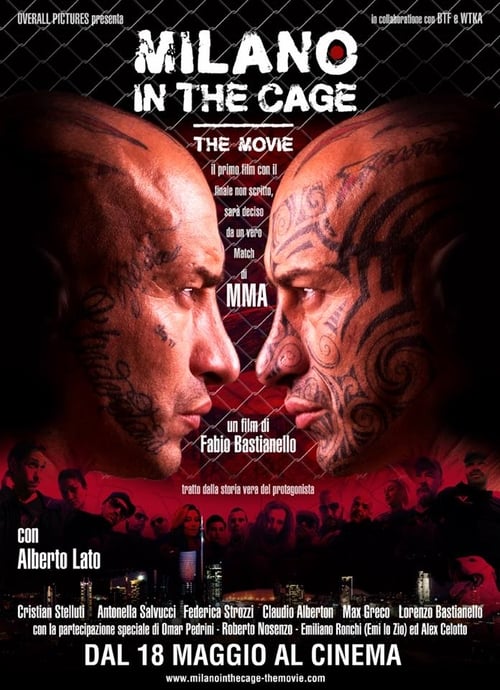 OVERALL PICTURES presenta
in collaborazione con BTF e WTKA
MILANO
IN THE CAGE
THE MOVIE
il primo film con il
finale non scritto,
sarà deciso
da un vero
Match
di
MMA
un film di
Fabio Bastianello
tratto dalla storia vera del protagonista
con
Alberto Lato
Cristian Stelluti Antonella Salvucci Federica Strozzi Claudio Alberton Max Greco Lorenzo Bastianello
con la partecipazione speciale di Omar Pedrini - Roberto Nosenzo - Emiliano Ronchi (Emi lo Zio) ed Alex Celotto
DAL 18 MAGGIO AL CINEMA
www.milanointhecage-themovie.com